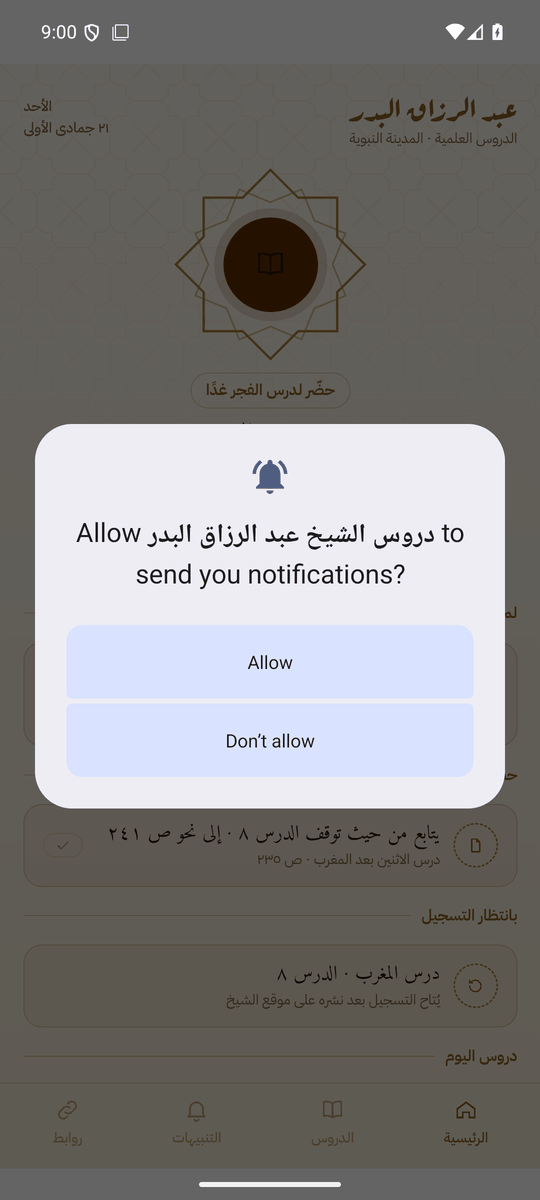 9:00
عبد الرزاق البدر
الدروس العلمية · المدينة النبوية
الأحد
٢١ جمادى الأولى
حضّر لدرس الفجر غدًا
Allow دروس الشيخ عبد الرزاق البدر to
send you notifications?
Allow
Don't allow
يتابع من حيث توقف الدرس ٨ · إلى نحو ص ٢٤١
درس الاثنين بعد المغرب · ص ٢٣٥
بانتظار التسجيل
درس المغرب · الدرس ٨
يُتاح التسجيل بعد نشره على موقع الشيخ
دروس اليوم
الرئيسية
الدروس
التنبيهات
روابط